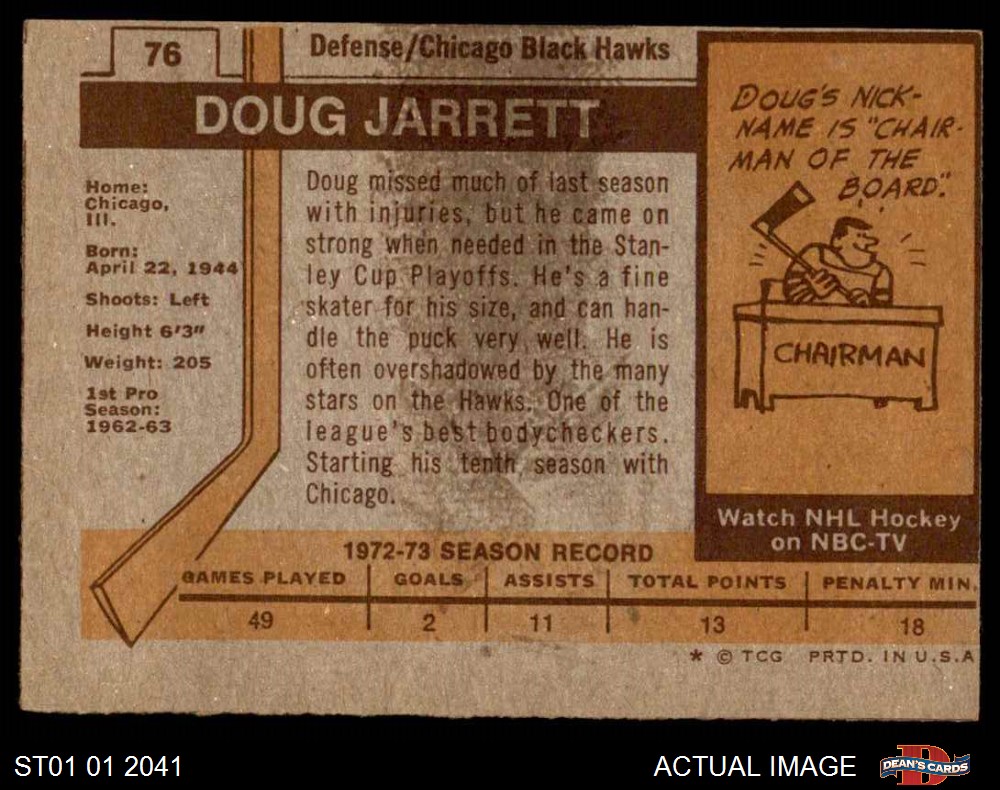 76
Defense/Chicago Black Hawks
DOUG JARRETT
Home:
Chicago,
Ill.
Born:
April 22, 1944
Shoots: Left
Height 6'3"
Weight: 205
1st Pro
Season:
1962-63
Doug missed much of last season
with injuries, but he came on
strong when needed in the Stan-
ley Cup Playoffs. He's a fine
skater for his size, and can han-
dle the puck very well. He is
often overshadowed by the many
stars on the Hawks. One of the
league's best bodycheckers.
Starting his tenth season with
Chicago.
DOUG'S NICK-
NAME IS "CHAIR-
MAN OF THE
BOARD."
CHAIRMAN
Watch NHL Hockey
on NBC-TV
1972-73 SEASON RECORD
GAMES PLAYED GOALS ASSISTS TOTAL POINTS PENALTY MIN.
49 2 11 13 18
* © TCG PRTD. IN U.S.A
ST01 01 2041
ACTUAL IMAGE
D
DEAN'S CARDS